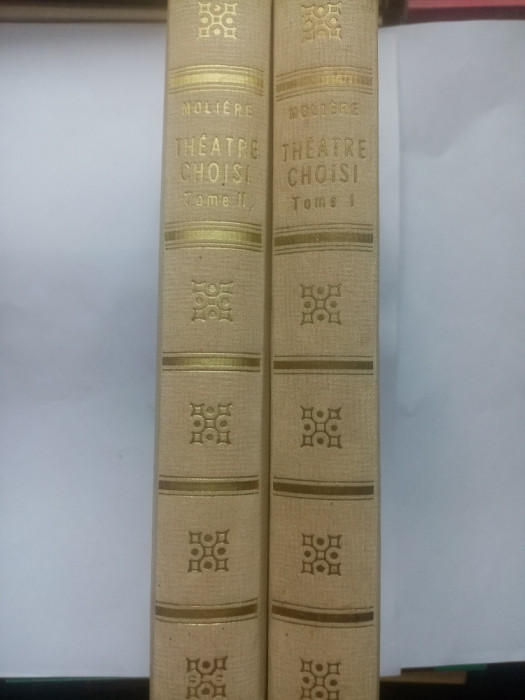 MOLIÈRE
THÉATRE
CHOISI
Tome II
MOLIÈRE
THÉATRE
CHOISI
Tome I